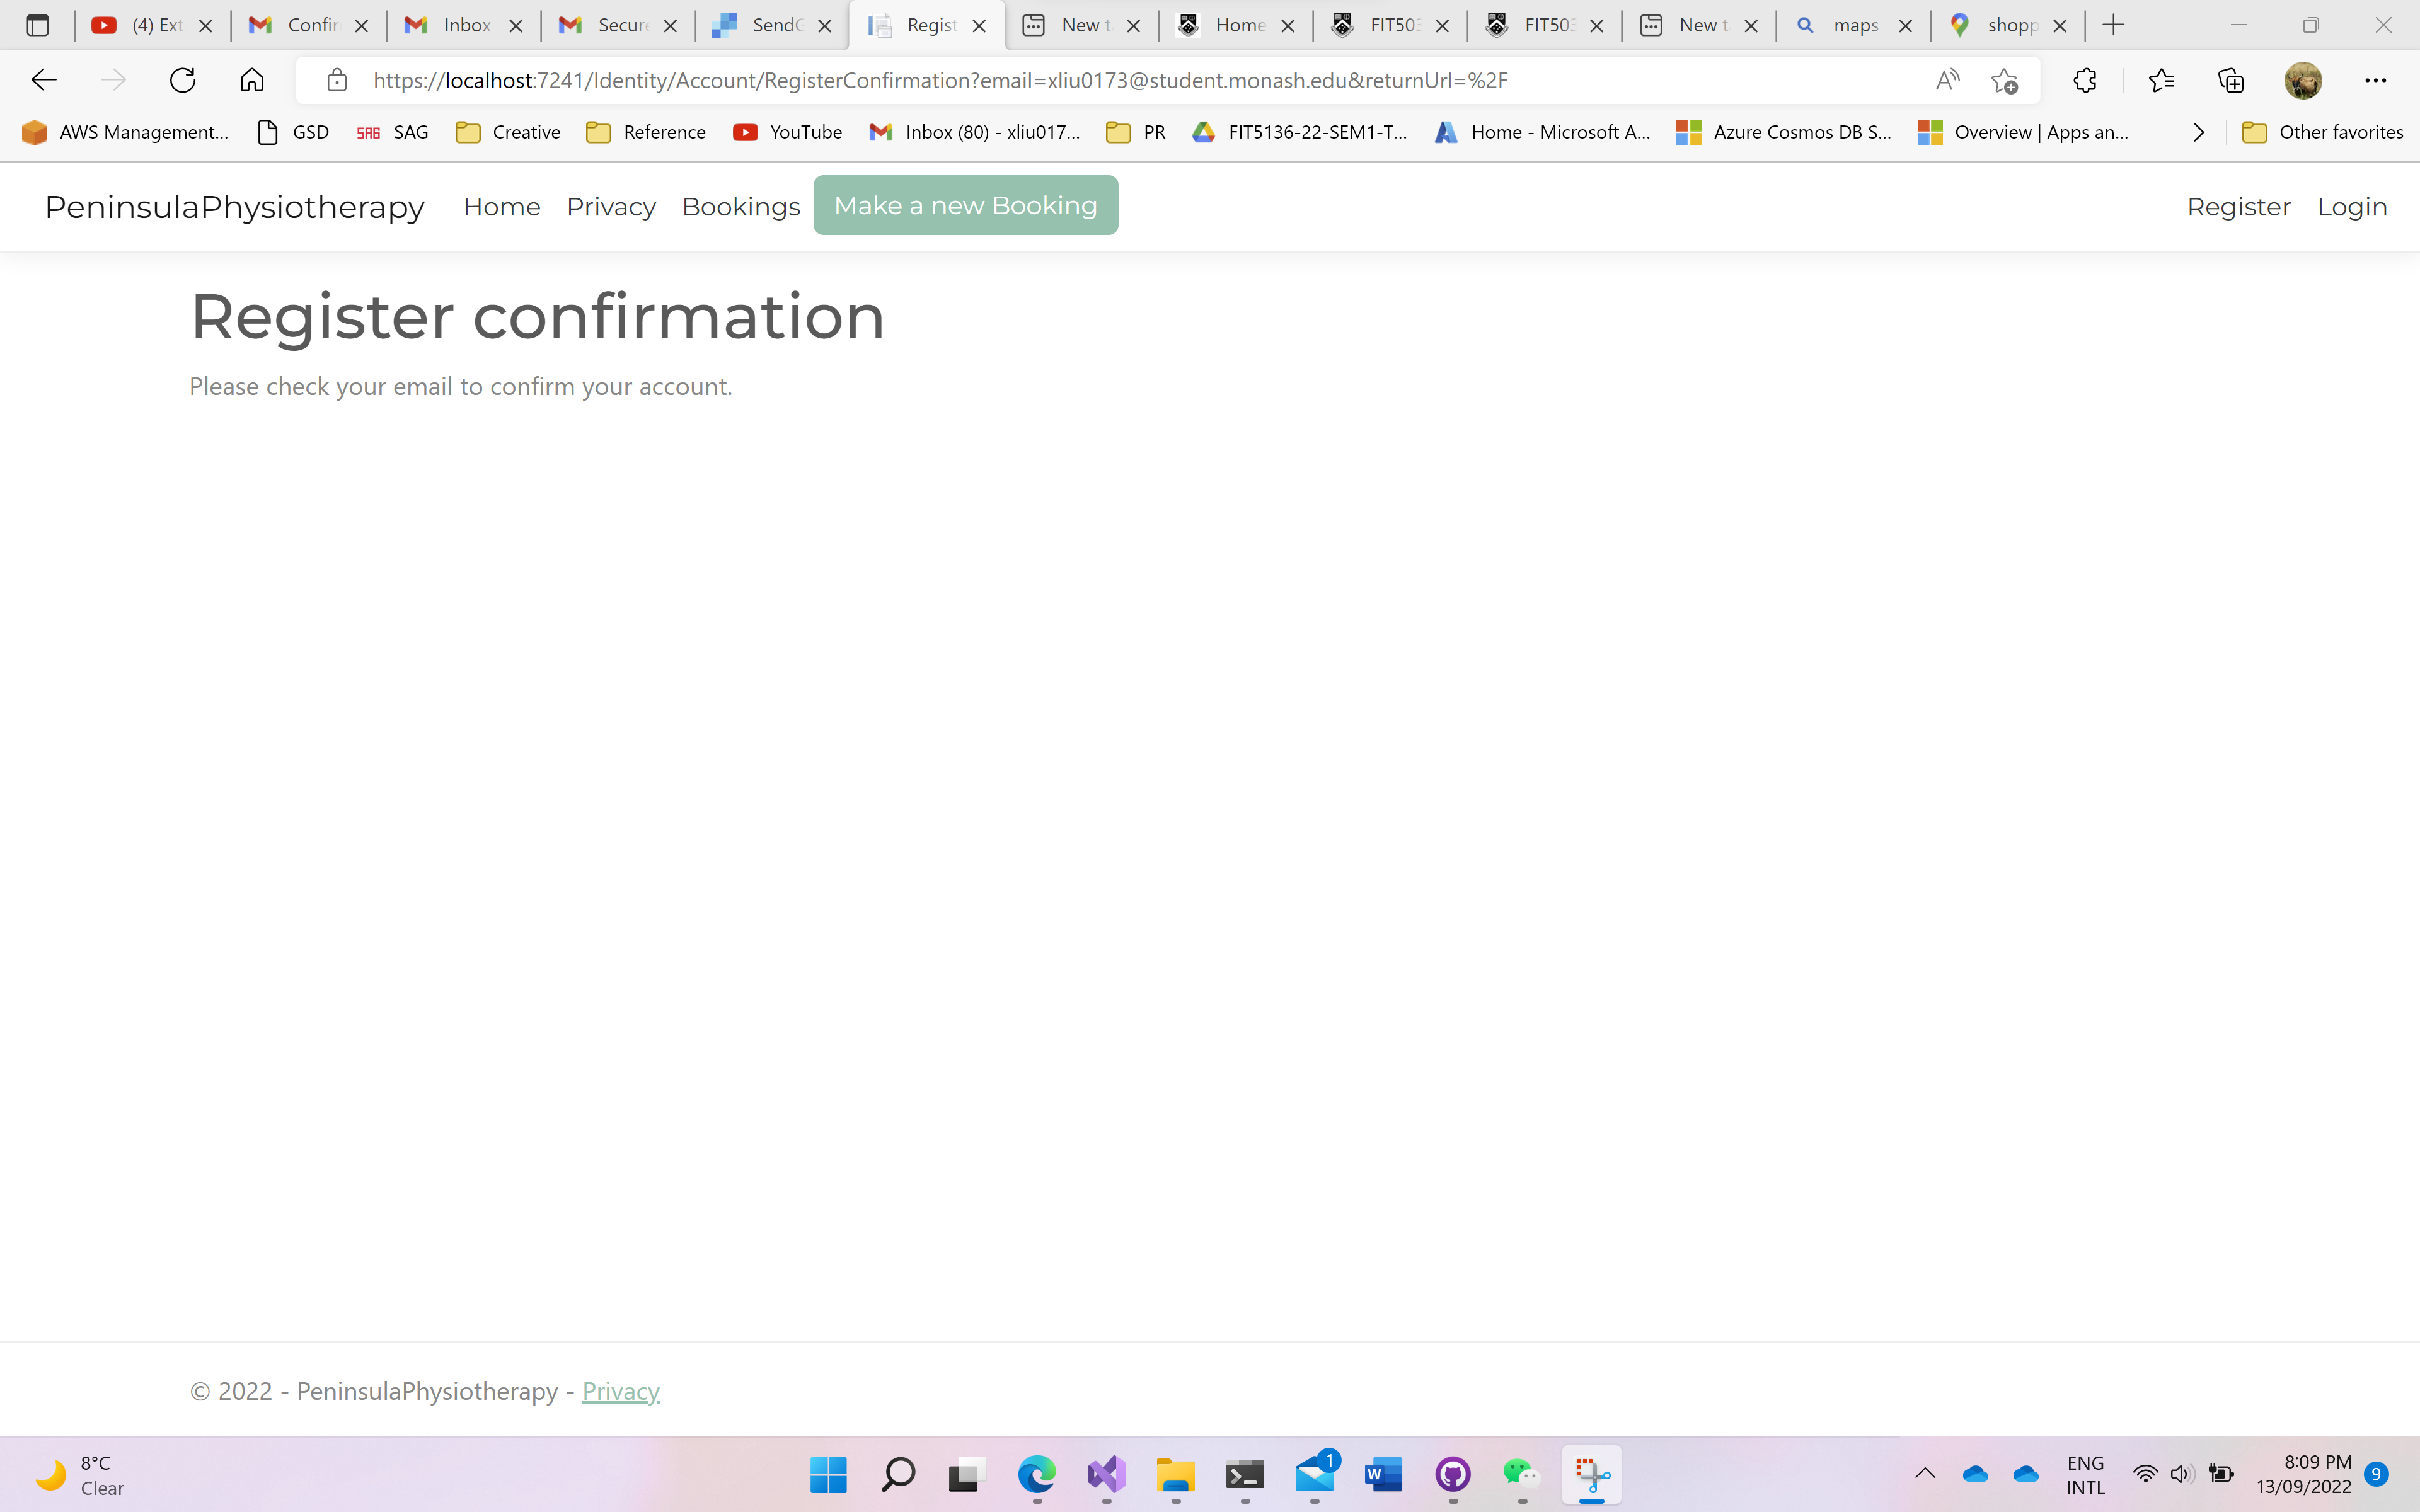 (4) Ext
Confir
Inbox
Secure
SendG
Regist
New t
Home
FIT503
FIT503
New t
maps
shopp
https://localhost:7241/Identity/Account/RegisterConfirmation?email=xliu0173@student.monash.edu&returnUrl=%2F
AWS Management...
GSD
SAG SAG
Creative
Reference
YouTube
Inbox (80) - xliu017...
PR
FIT5136-22-SEM1-T...
Home - Microsoft A...
Azure Cosmos DB S...
Overview | Apps an...
Other favorites
PeninsulaPhysiotherapy Home Privacy Bookings Make a new Booking Register Login
Register confirmation
Please check your email to confirm your account.
© 2022 - PeninsulaPhysiotherapy - Privacy
8°C
Clear
1
ENG
INTL
8:09 PM
13/09/2022
9